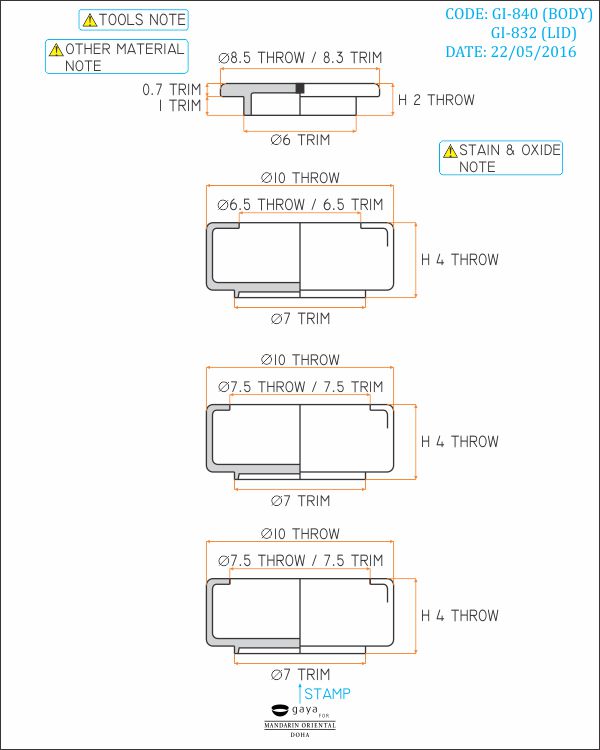 TOOLS NOTE
OTHER MATERIAL
NOTE
CODE: GI-840 (BODY)
GI-832 (LID)
DATE: 22/05/2016
Ø8.5 THROW / 8.3 TRIM
0.7 TRIM
1 TRIM
H 2 THROW
Ø6 TRIM
STAIN & OXIDE
NOTE
Ø10 THROW
Ø6.5 THROW / 6.5 TRIM
H 4 THROW
Ø7 TRIM
Ø10 THROW
Ø7.5 THROW / 7.5 TRIM
H 4 THROW
Ø7 TRIM
Ø10 THROW
Ø7.5 THROW / 7.5 TRIM
H 4 THROW
Ø7 TRIM
STAMP
gaya
FOR
MANDARIN ORIENTAL
DOHA